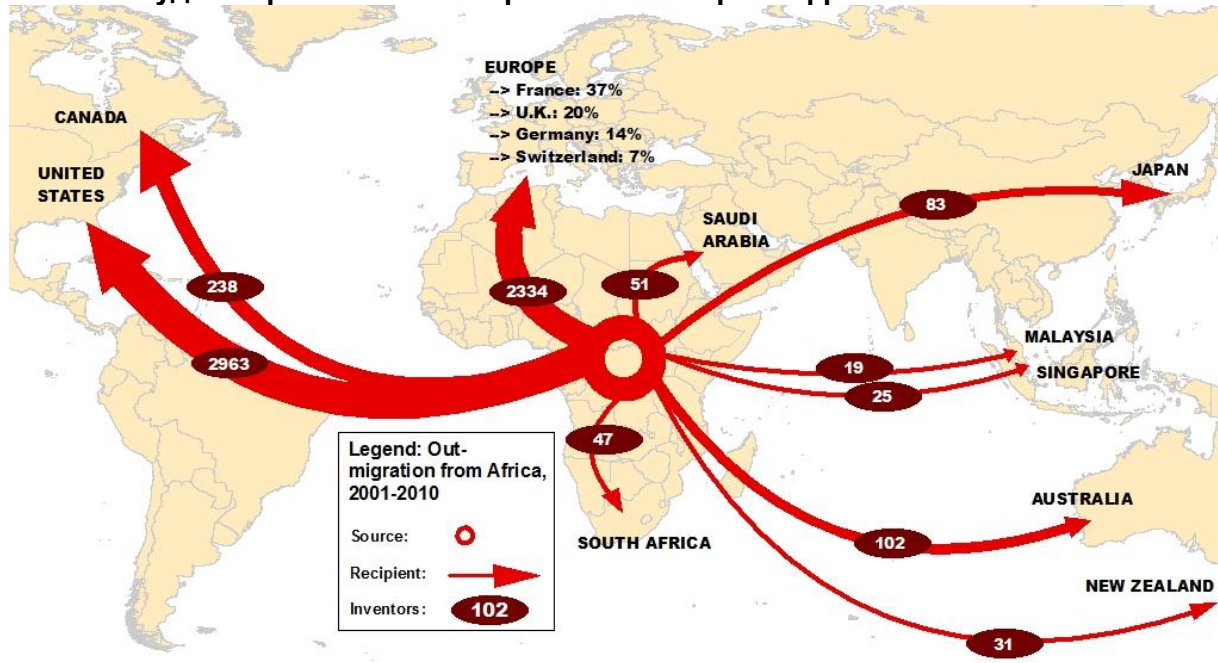 CANADA
UNITED
STATES
EUROPE
--> France: 37%
--> U.K.: 20%
--> Germany: 14%
--> Switzerland: 7%
JAPAN
83
SAUDI
ARABIA
238
2334
51
2963
MALAYSIA
19
SINGAPORE
25
47
Legend: Out-
migration from Africa,
2001-2010
Source:
Recipient:
Inventors:
102
SOUTH AFRICA
AUSTRALIA
102
NEW ZEALAND
31